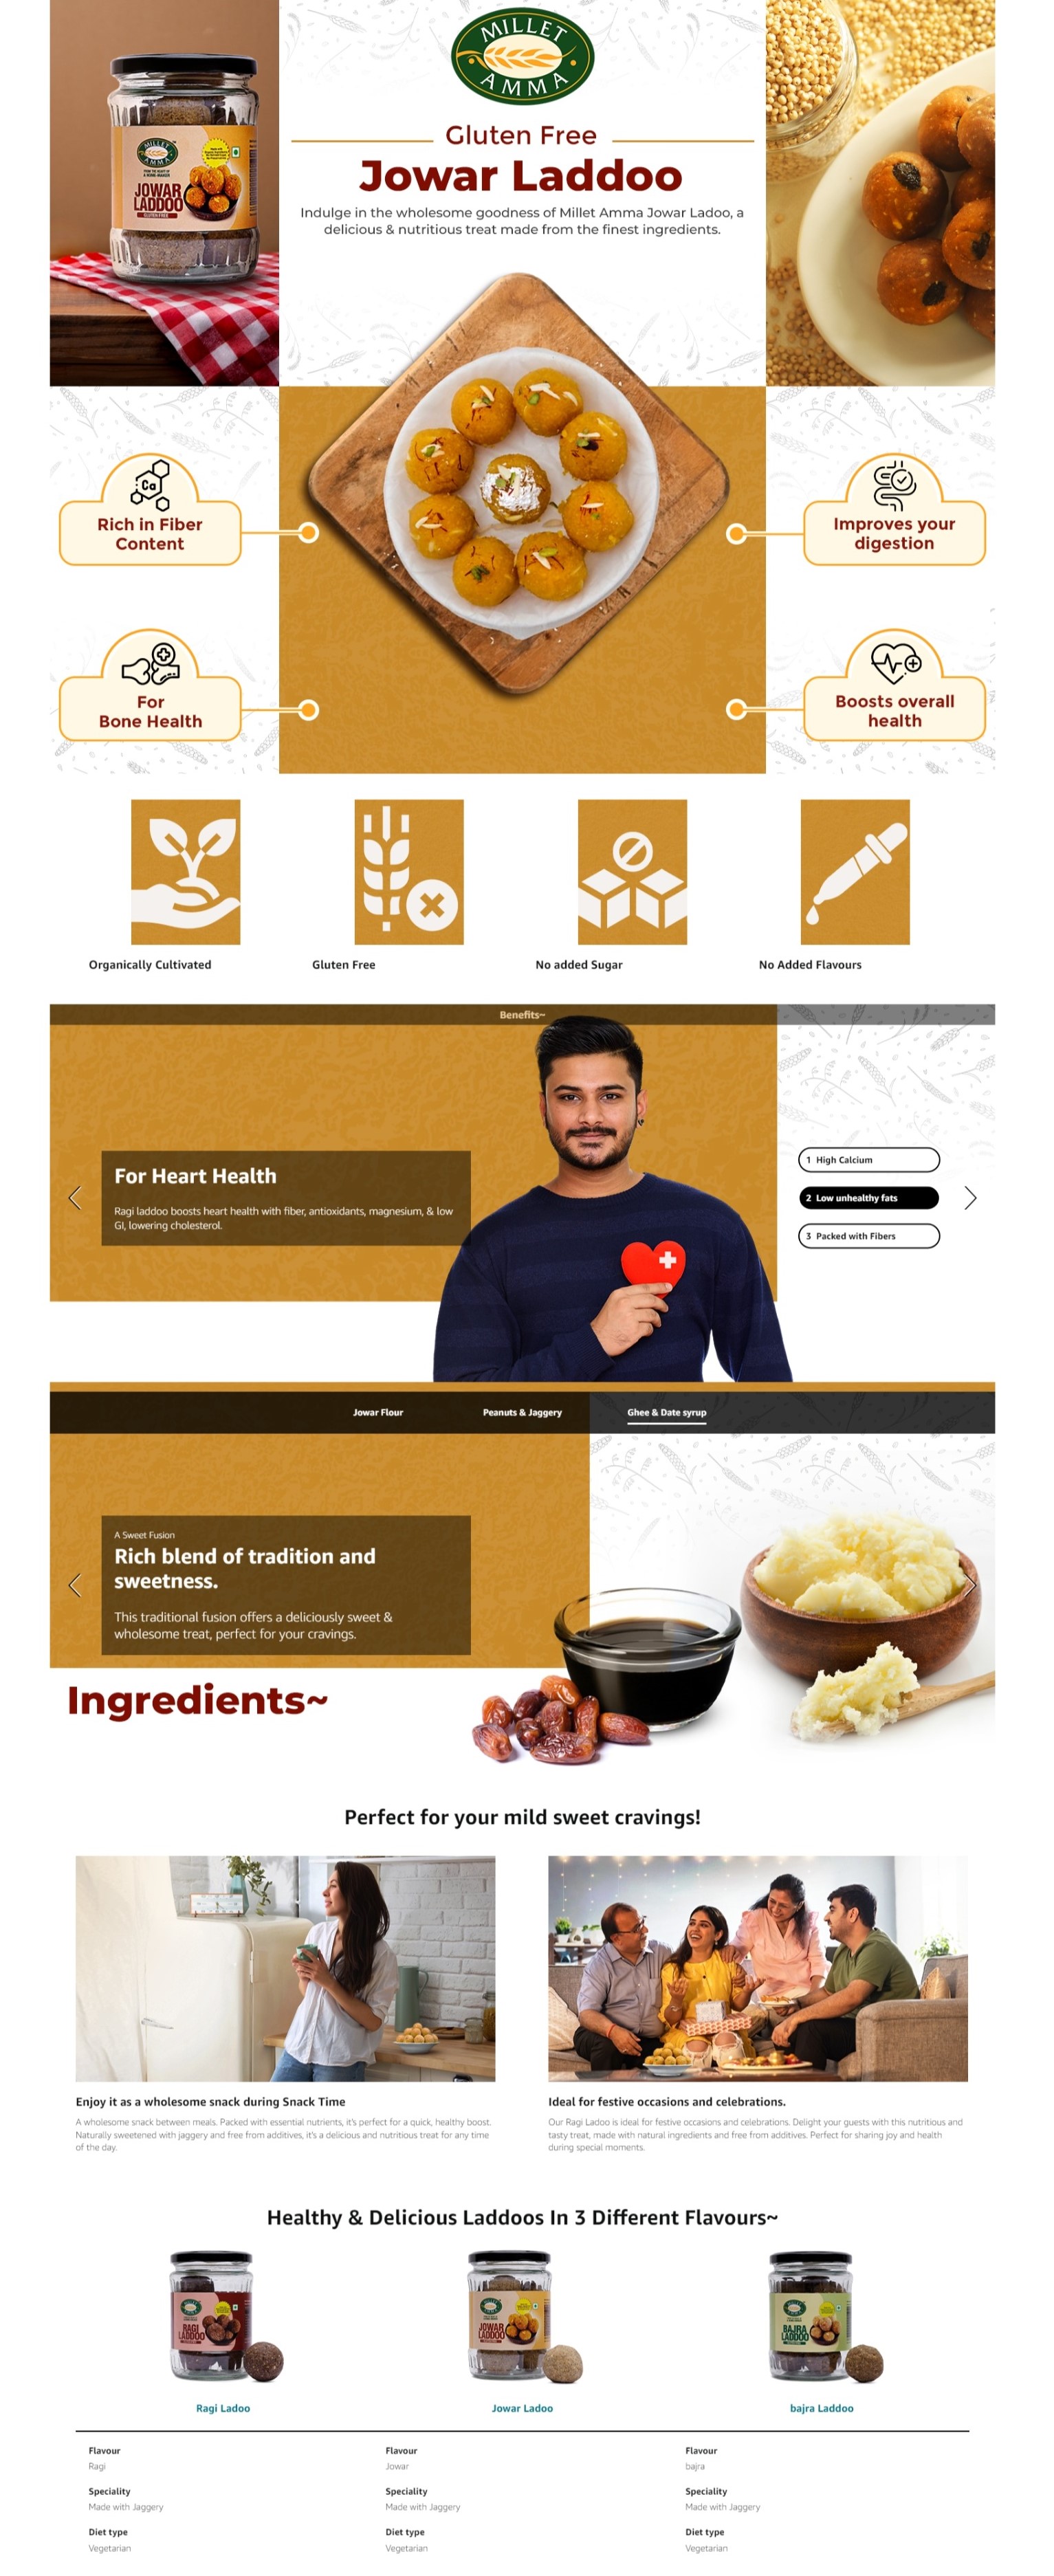 MILLET
AMMA
Gluten Free
Jowar Laddoo
Indulge in the wholesome goodness of Millet Amma Jowar Ladoo, a
delicious & nutritious treat made from the finest ingredients.
MILLET
AMMA
JOWAR
LADDOO
GLUTEN FREE
Ca
Rich in Fiber
Content
Improves your
digestion
For
Bone Health
Boosts overall
health
Organically Cultivated
Gluten Free
No added Sugar
No Added Flavours
Benefits~
For Heart Health
Ragi laddoo boosts heart health with fiber, antioxidants, magnesium, & low
GI, lowering cholesterol.
1 High Calcium
2 Low unhealthy fats
3 Packed with Fibers
Jowar Flour
Peanuts & Jaggery
Ghee & Date syrup
A Sweet Fusion
Rich blend of tradition and
sweetness.
This traditional fusion offers a deliciously sweet &
wholesome treat, perfect for your cravings.
Ingredients~
Perfect for your mild sweet cravings!
Enjoy it as a wholesome snack during Snack Time
A wholesome snack between meals. Packed with essential nutrients, it's perfect for a quick, healthy boost.
Naturally sweetened with jaggery and free from additives, it's a delicious and nutritious treat for any time
of the day.
Ideal for festive occasions and celebrations.
Our Ragi Ladoo is ideal for festive occasions and celebrations. Delight your guests with this nutritious and
tasty treat, made with natural ingredients and free from additives. Perfect for sharing joy and health
during special moments.
Healthy & Delicious Laddoos In 3 Different Flavours~
RAGI
LADDOO
JOWAR
LADDOO
BAJRA
LADDOO
Ragi Ladoo
Jowar Ladoo
bajra Laddoo
Flavour
Ragi
Speciality
Made with Jaggery
Diet type
Vegetarian
Flavour
Jowar
Speciality
Made with Jaggery
Diet type
Vegetarian
Flavour
bajra
Speciality
Made with Jaggery
Diet type
Vegetarian